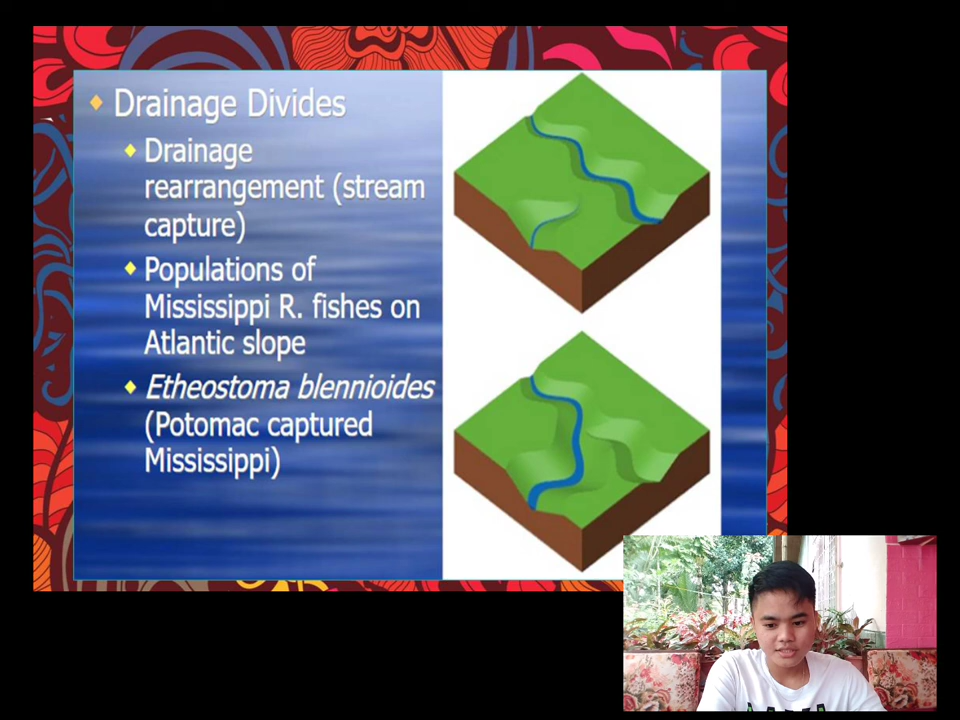 Drainage Divides
Drainage
rearrangement (stream
capture)
Populations of
Mississippi R. fishes on
Atlantic slope
Etheostoma blennioides
(Potomac captured
Mississippi)